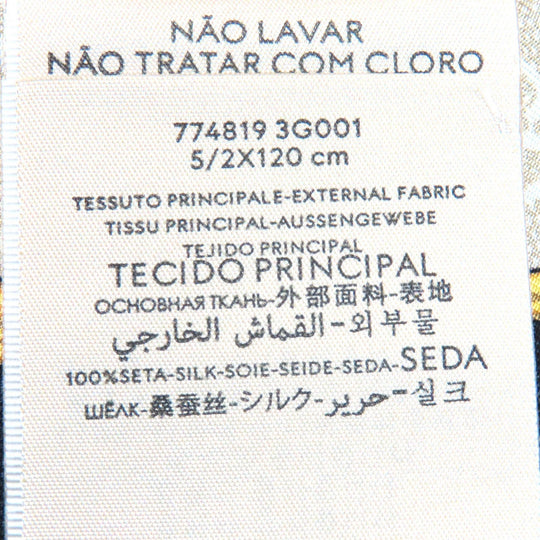 NÃO LAVAR
NÃO TRATAR COM CLORO
774819 3G001
5/2X120 cm
TESSUTO PRINCIPALE-EXTERNAL FABRIC
TISSU PRINCIPAL-AUSSENGEWEBE
TEJIDO PRINCIPAL
TECIDO PRINCIPAL
ОСНОВНАЯ ТКАНЬ-外部面料-表地
القماش الخارجي-외부물
100%SETA-SILK-SOIE-SEIDE-SEDA-SEDA
ШЁЛК-桑蚕丝-シルク-حرير-실크